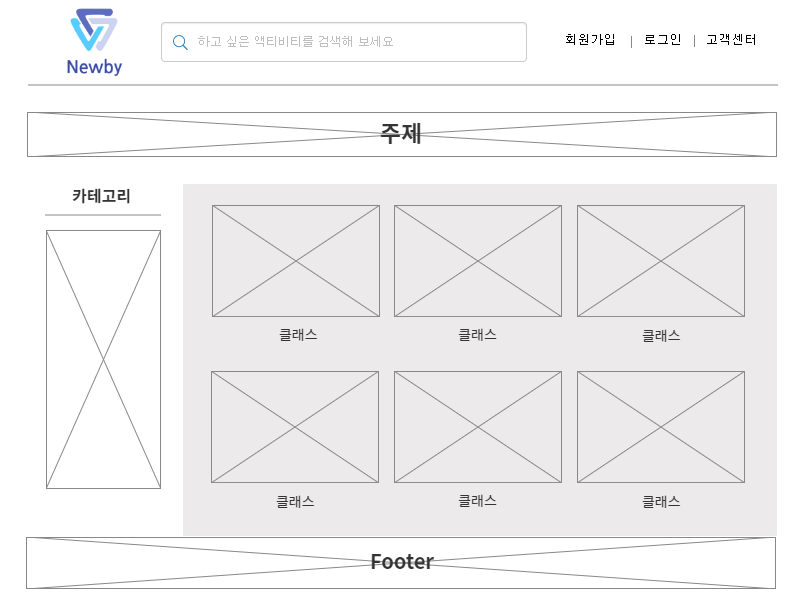 Newby
하고 싶은 액티비티를 검색해 보세요
회원가입 | 로그인 | 고객센터
주제
카테고리
클래스 클래스 클래스
클래스 클래스 클래스
Footer